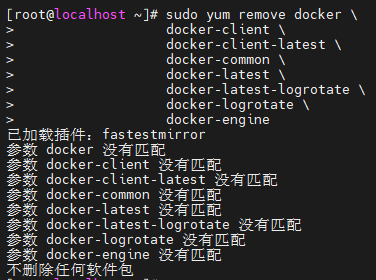 [root@localhost ~]# sudo yum remove docker \
> docker-client \
> docker-client-latest \
> docker-common \
> docker-latest \
> docker-latest-logrotate \
> docker-logrotate \
> docker-engine
已加载插件：fastestmirror
参数 docker 没有匹配
参数 docker-client 没有匹配
参数 docker-client-latest 没有匹配
参数 docker-common 没有匹配
参数 docker-latest 没有匹配
参数 docker-latest-logrotate 没有匹配
参数 docker-logrotate 没有匹配
参数 docker-engine 没有匹配
不删除任何软件包